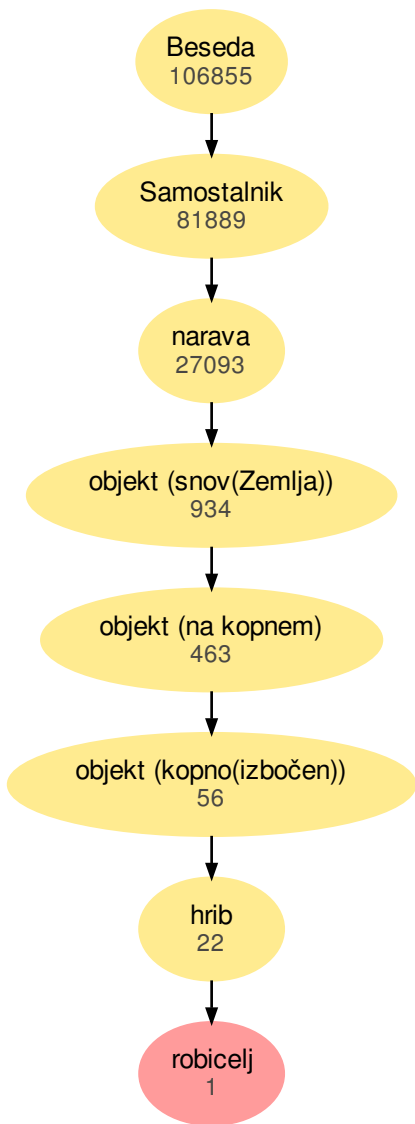 Beseda
106855
Samostalnik
81889
narava
27093
objekt (snov(Zemlja))
934
objekt (na kopnem)
463
objekt (kopno(izbočen))
56
hrib
22
robicelj
1